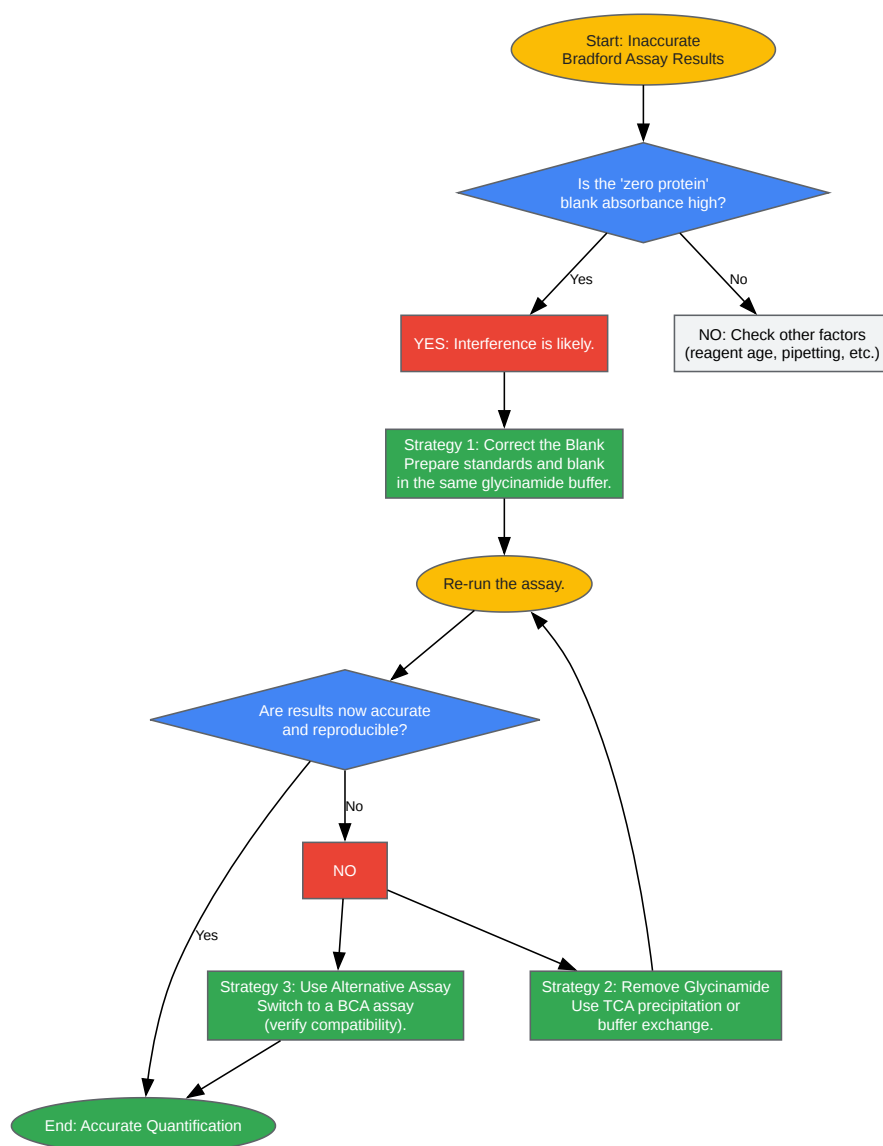 Start: Inaccurate
Bradford Assay Results
Is the 'zero protein'
blank absorbance high?
Yes
No
YES: Interference is likely.
NO: Check other factors
(reagent age, pipetting, etc.)
Strategy 1: Correct the Blank
Prepare standards and blank
in the same glycinamide buffer.
Re-run the assay.
Are results now accurate
and reproducible?
No
NO
Yes
Strategy 3: Use Alternative Assay
Switch to a BCA assay
(verify compatibility).
Strategy 2: Remove Glycinamide
Use TCA precipitation or
buffer exchange.
End: Accurate Quantification